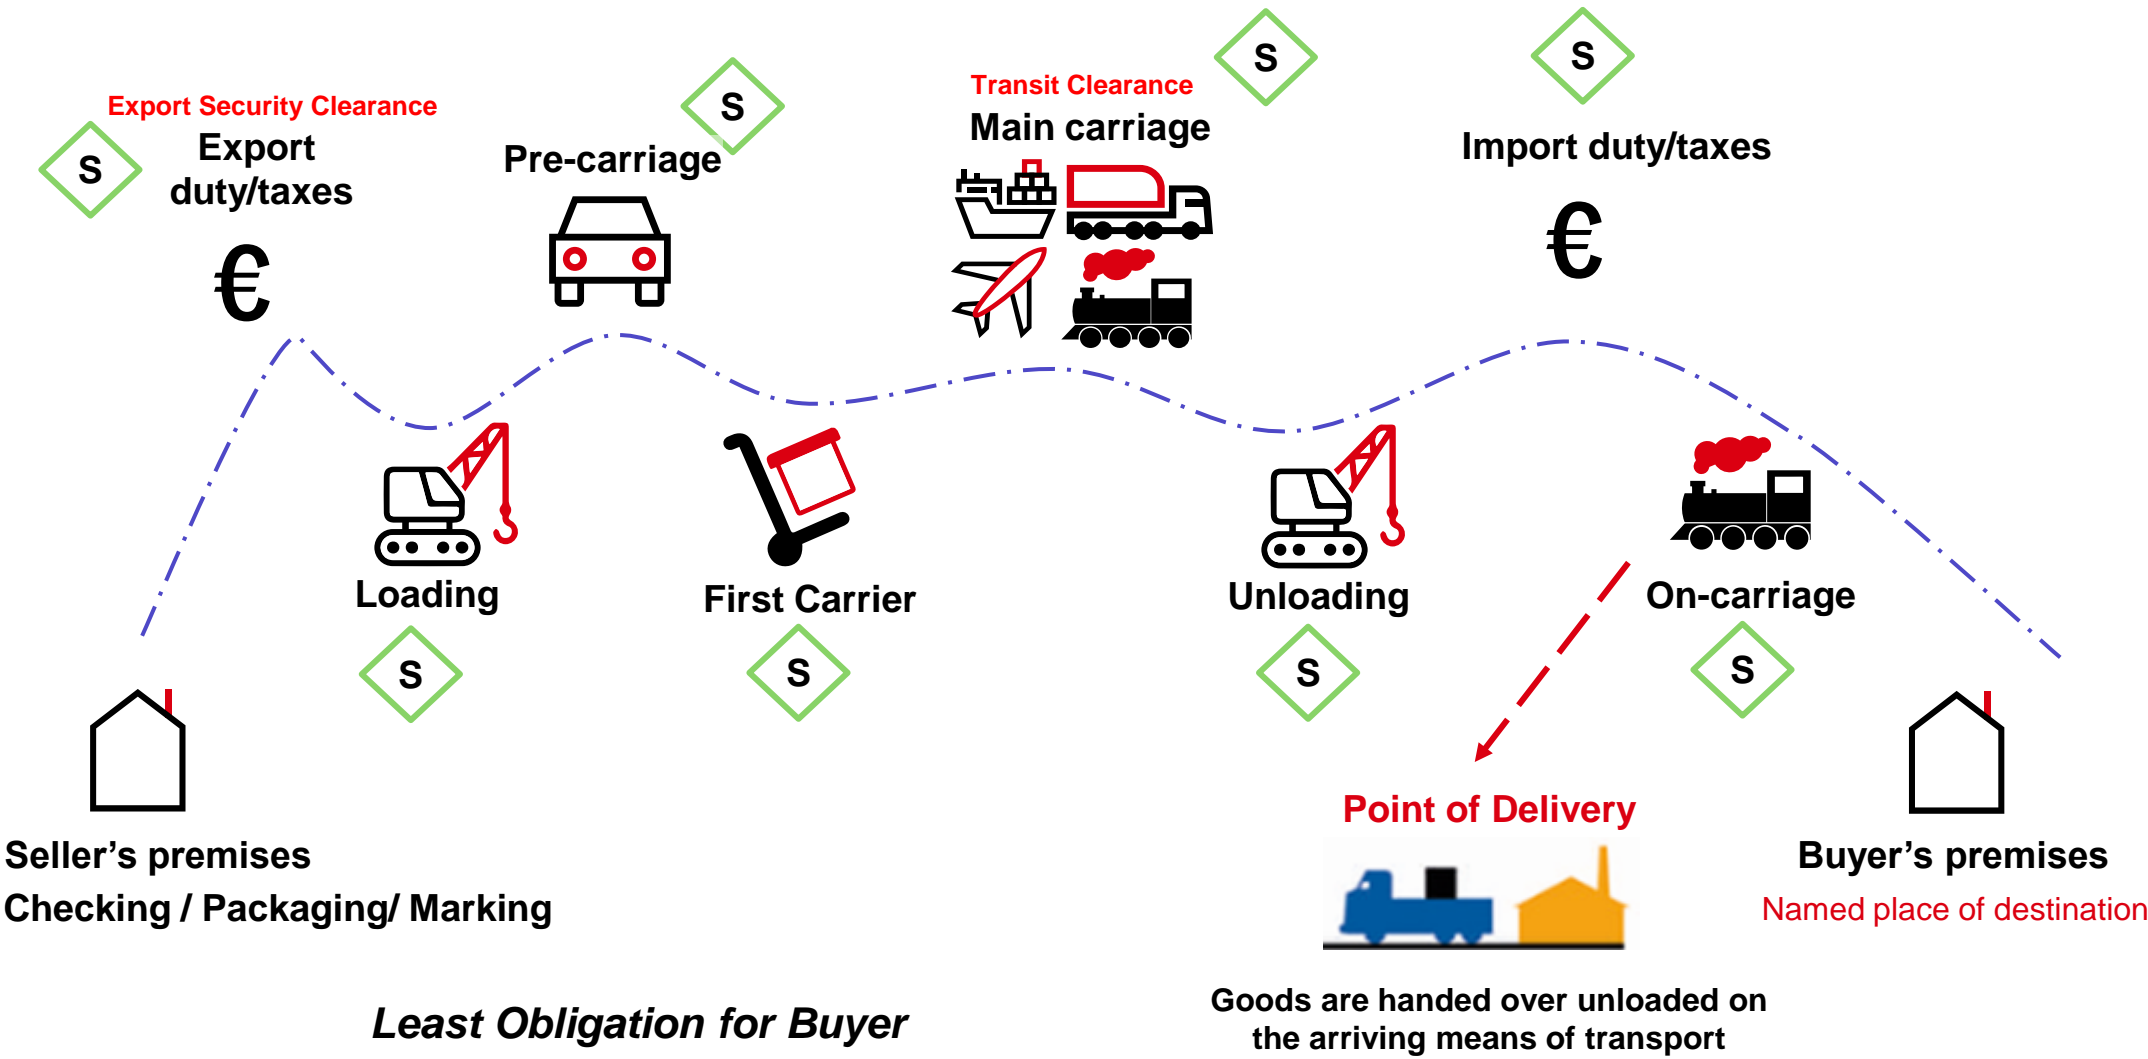 S
S
S
S
Export Security Clearance
Export
duty/taxes
€
Pre-carriage
Transit Clearance
Main carriage
Import duty/taxes
€
Loading
S
First Carrier
S
Unloading
S
On-carriage
S
Point of Delivery
Seller’s premises
Checking / Packaging/ Marking
Buyer’s premises
Named place of destination
Least Obligation for Buyer
Goods are handed over unloaded on
the arriving means of transport